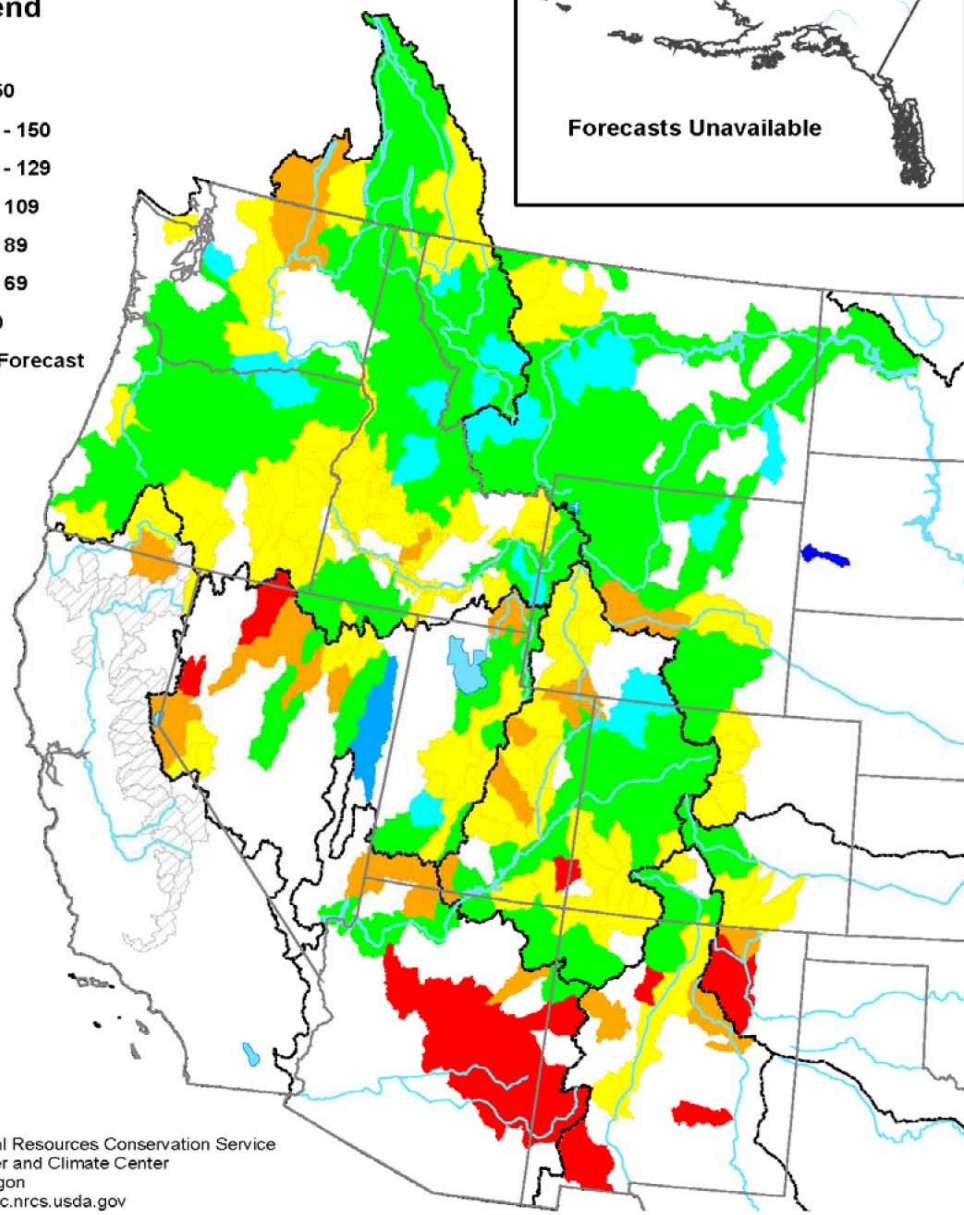 end
50
- 150
- 129
109
89
69
Forecast
Forecasts Unavailable
al Resources Conservation Service
er and Climate Center
gon
c.nrcs.usda.gov